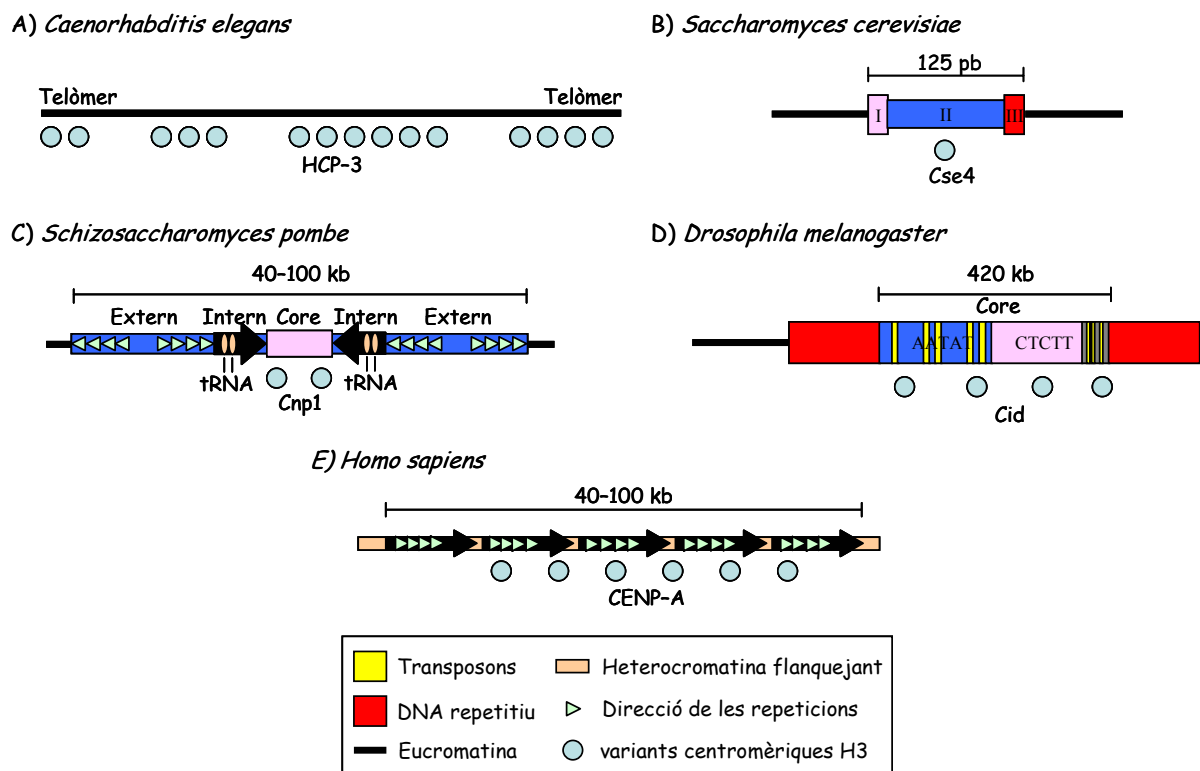 A) Caenorhabditis elegans
Telòmer Telòmer
HCP-3
B) Saccharomyces cerevisiae
125 pb
I II III
Cse4
C) Schizosaccharomyces pombe
40-100 kb
Extern Intern Core Intern Extern
tRNA tRNA
Cnp1
D) Drosophila melanogaster
420 kb
Core
AATAT CTCTT
Cid
E) Homo sapiens
40-100 kb
CENP-A
Transposons
Heterocromatina flanquejant
DNA repetitiu
Direcció de les repeticions
Eucromatina
variants centromèriques H3